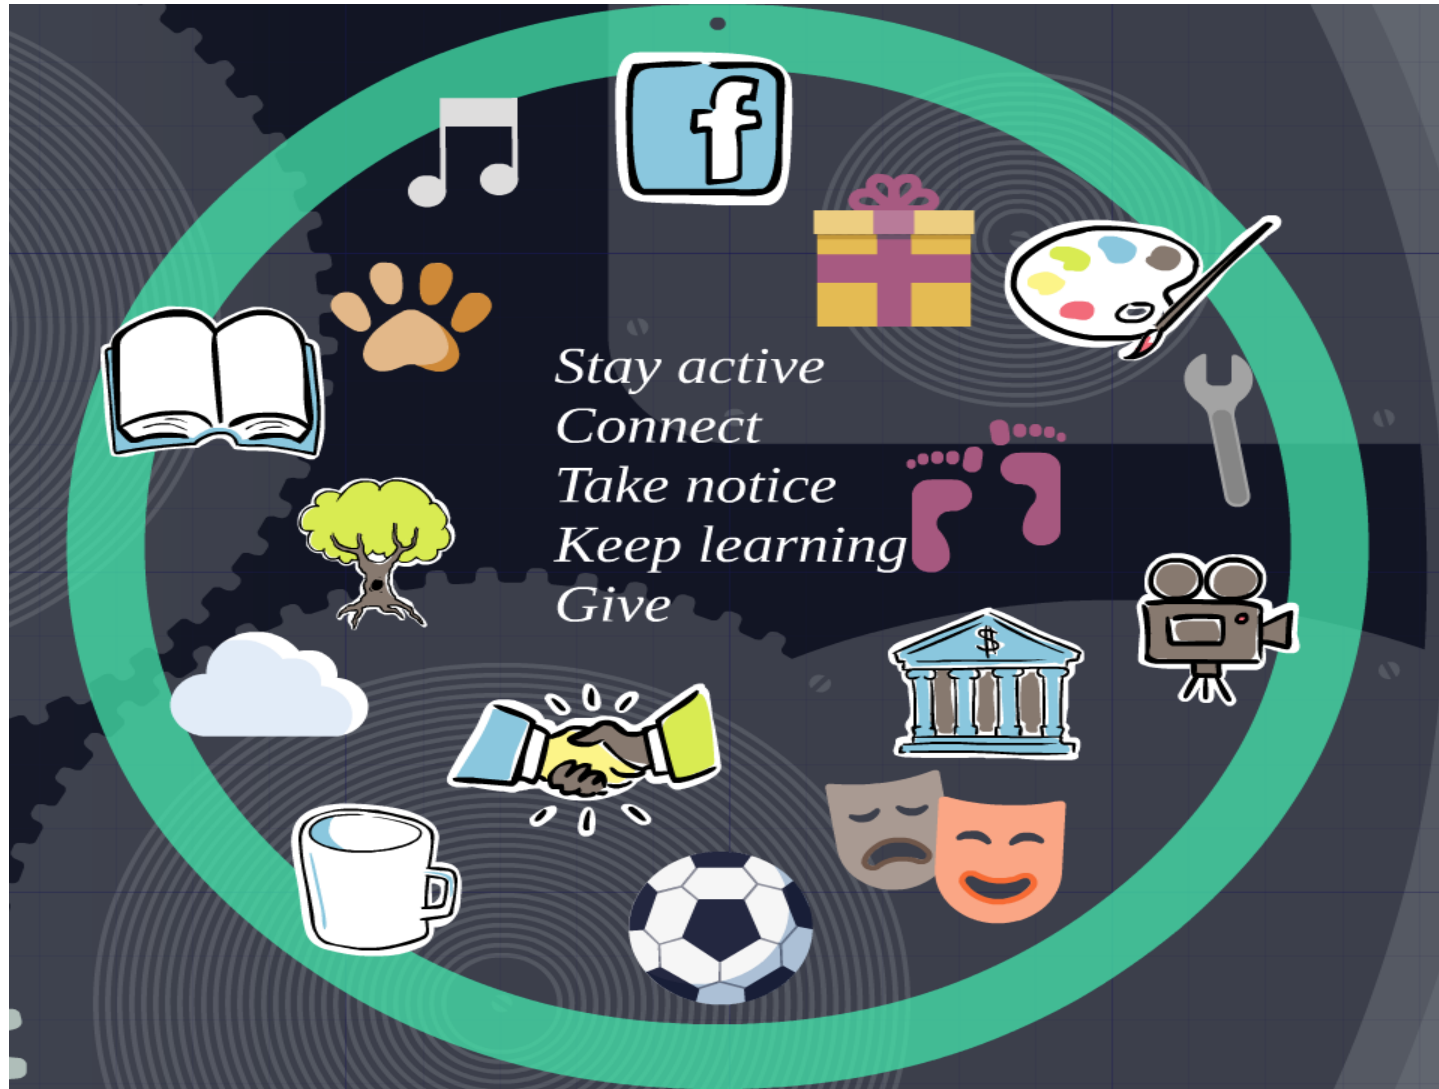 f
Stay active
Connect
Take notice
Keep learning
Give
$